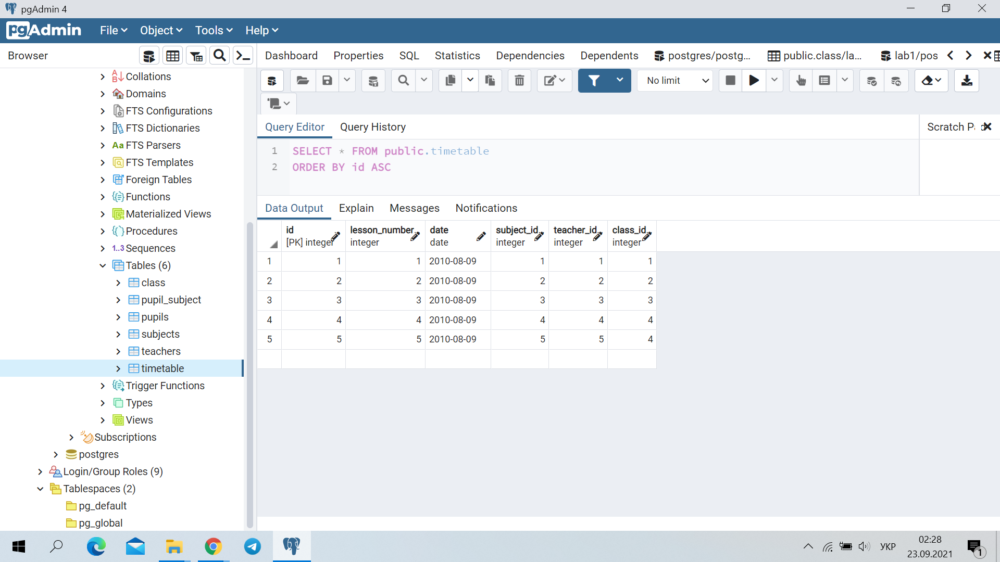 pgAdmin 4
pgAdmin File Object Tools Help
Browser
Dashboard Properties SQL Statistics Dependencies Dependents postgres/postg... public.class/la... lab1/pos
No limit
Collations
Domains
FTS Configurations
FTS Dictionaries
Aa FTS Parsers
FTS Templates
Foreign Tables
Functions
Materialized Views
Procedures
1..3 Sequences
Tables (6)
class
pupil_subject
pupils
subjects
teachers
timetable
Trigger Functions
Types
Views
Subscriptions
postgres
Login/Group Roles (9)
Tablespaces (2)
pg_default
pg_global
Query Editor Query History
Scratch Pad
1 SELECT * FROM public.timetable
2 ORDER BY id ASC
Data Output Explain Messages Notifications
id lesson_number date subject_id teacher_id class_id
[PK] integer integer date integer integer integer
1 1 1 2010-08-09 1 1 1
2 2 2 2010-08-09 2 2 2
3 3 3 2010-08-09 3 3 3
4 4 4 2010-08-09 4 4 4
5 5 5 2010-08-09 5 5 4
УКР
02:28
23.09.2021
1